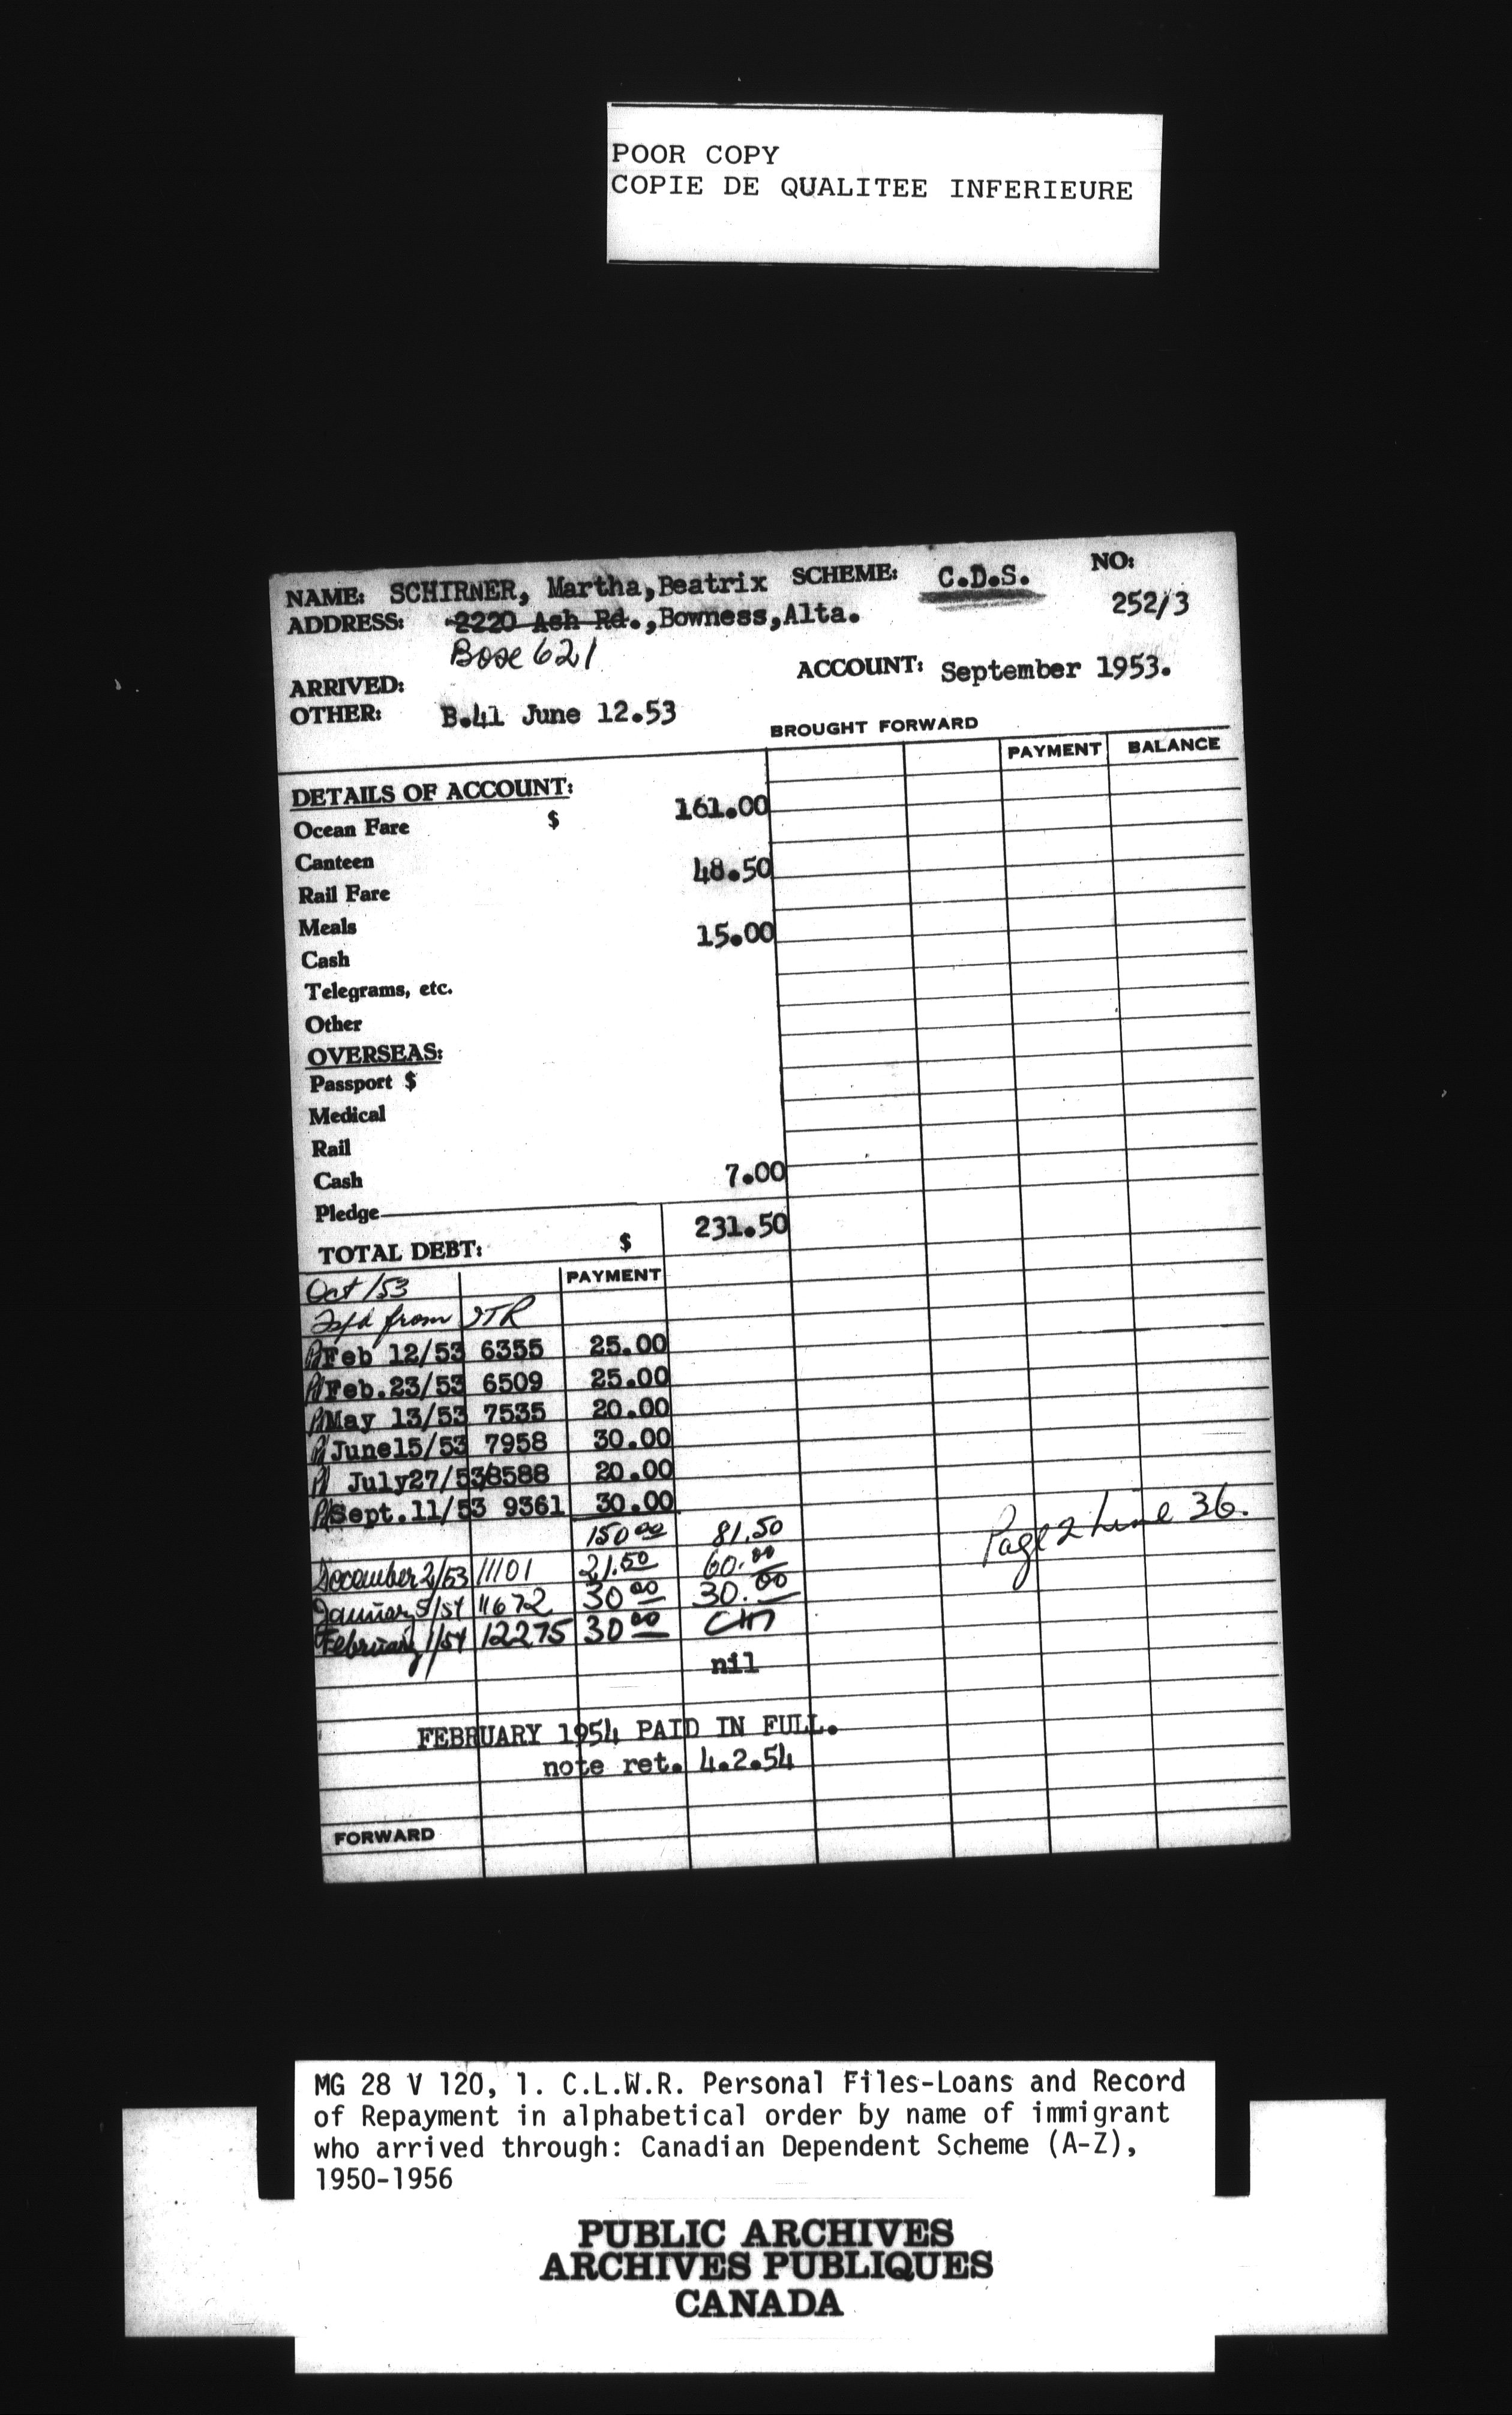 POOR COPY
COPIE DE QUALITEE INFERIEURE
NAME: SCHIRNER, Martha,Beatrix SCHEME: C.D.S. NO:
ADDRESS: 2220 Ash Rd.,Bowness,Alta. 252/3
Box 621
ARRIVED: ACCOUNT: September 1953.
OTHER: B.41 June 12.53
BROUGHT FORWARD
PAYMENT BALANCE
DETAILS OF ACCOUNT:
Ocean Fare $ 161.00
Canteen
Rail Fare 48.50
Meals
Cash 15.00
Telegrams, etc.
Other
OVERSEAS:
Passport $
Medical
Rail
Cash 7.00
Pledge
TOTAL DEBT: $ 231.50
Oct /53 PAYMENT
from JTR
Feb 12/53 6355 25.00
Feb.23/53 6509 25.00
May 13/53 7535 20.00
June15/53 7958 30.00
July27/53 8588 20.00
Sept.11/53 9361 30.00
150.00 81.50 Page 2 Line 36.
December 2/53 11101 21.50 60.00
January 5/54 11672 30.00 30.00
February 1/54 12275 30.00
nil
FEBRUARY 1954 PAID IN FULL.
note ret. 4.2.54
FORWARD
MG 28 V 120, 1. C.L.W.R. Personal Files-Loans and Record
of Repayment in alphabetical order by name of immigrant
who arrived through: Canadian Dependent Scheme (A-Z),
1950-1956
PUBLIC ARCHIVES
ARCHIVES PUBLIQUES
CANADA